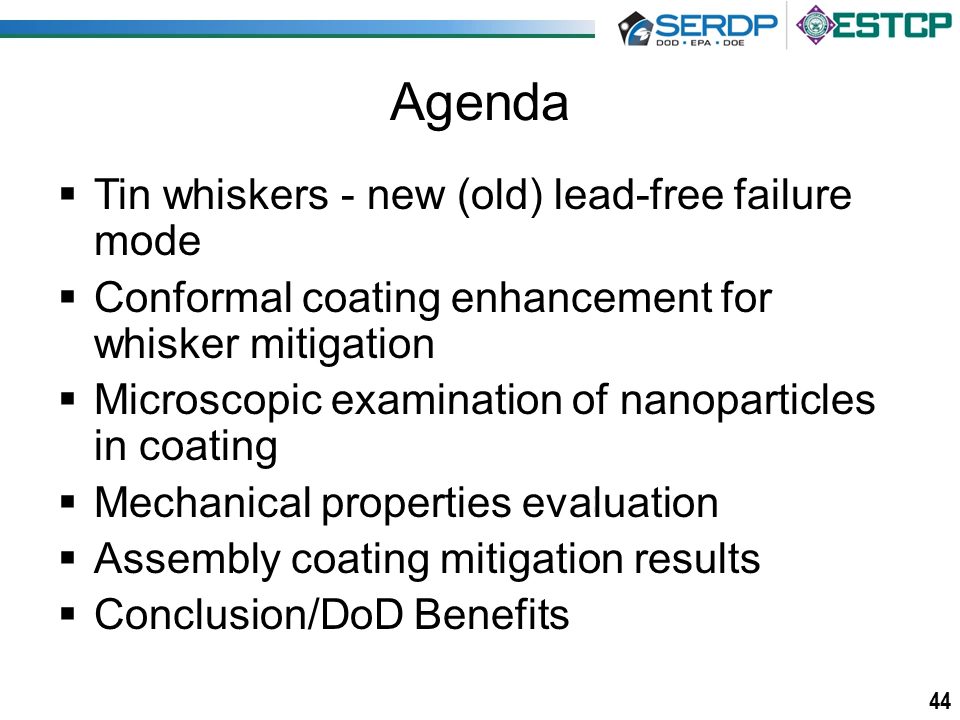 SERDP
DOD • EPA • DOE
ESTCP
Agenda
▪ Tin whiskers - new (old) lead-free failure
mode
▪ Conformal coating enhancement for
whisker mitigation
▪ Microscopic examination of nanoparticles
in coating
▪ Mechanical properties evaluation
▪ Assembly coating mitigation results
▪ Conclusion/DoD Benefits
44